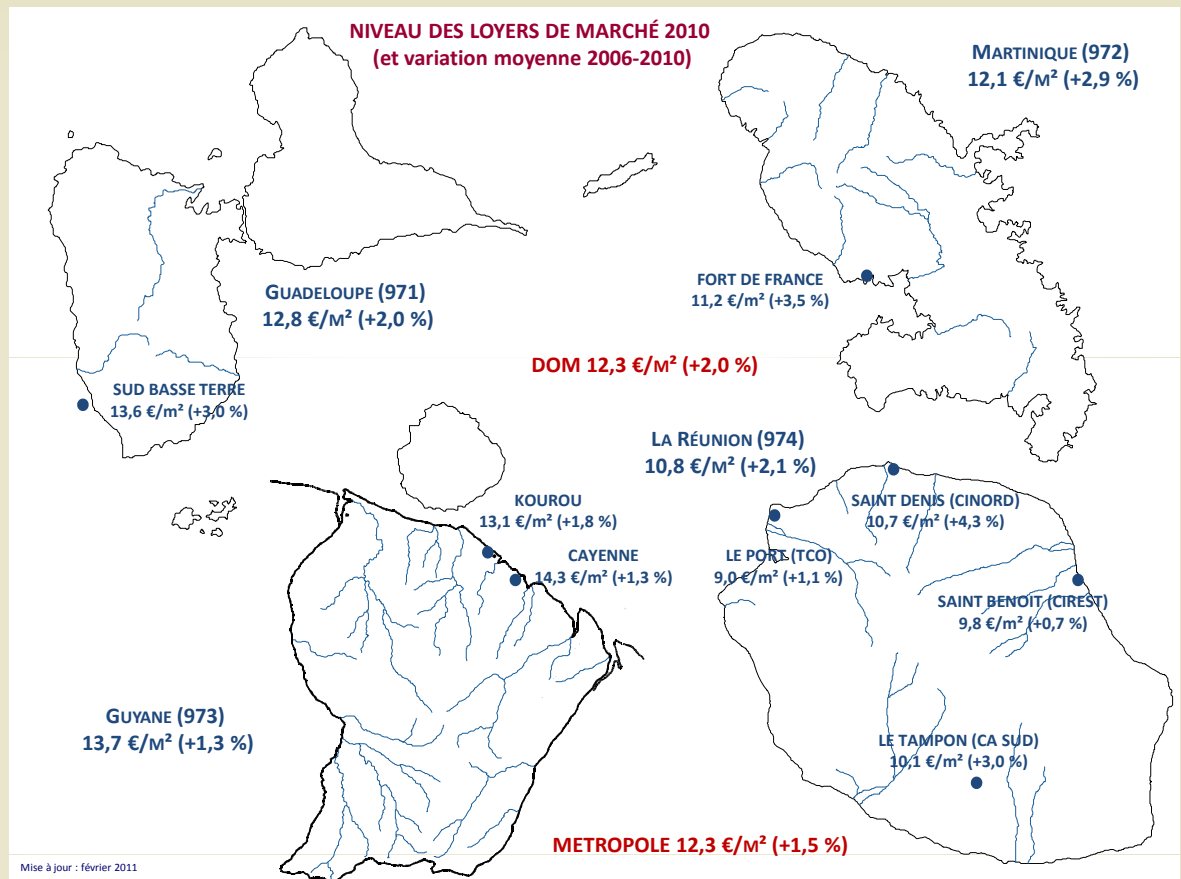 NIVEAU DES LOYERS DE MARCHÉ 2010
(et variation moyenne 2006-2010)
MARTINIQUE (972)
12,1 €/M² (+2,9 %)
GUADELOUPE (971)
12,8 €/M² (+2,0 %)
FORT DE FRANCE
11,2 €/m² (+3,5 %)
DOM 12,3 €/M² (+2,0 %)
SUD BASSE TERRE
13,6 €/m² (+3,0 %)
LA RÉUNION (974)
10,8 €/M² (+2,1 %)
KOUROU
13,1 €/m² (+1,8 %)
SAINT DENIS (CINORD)
10,7 €/m² (+4,3 %)
CAYENNE
14,3 €/m² (+1,3 %)
LE PORT (TCO)
9,0 €/m² (+1,1 %)
SAINT BENOIT (CIREST)
9,8 €/m² (+0,7 %)
GUYANE (973)
13,7 €/M² (+1,3 %)
LE TAMPON (CA SUD)
10,1 €/m² (+3,0 %)
METROPOLE 12,3 €/M² (+1,5 %)
Mise à jour : février 2011